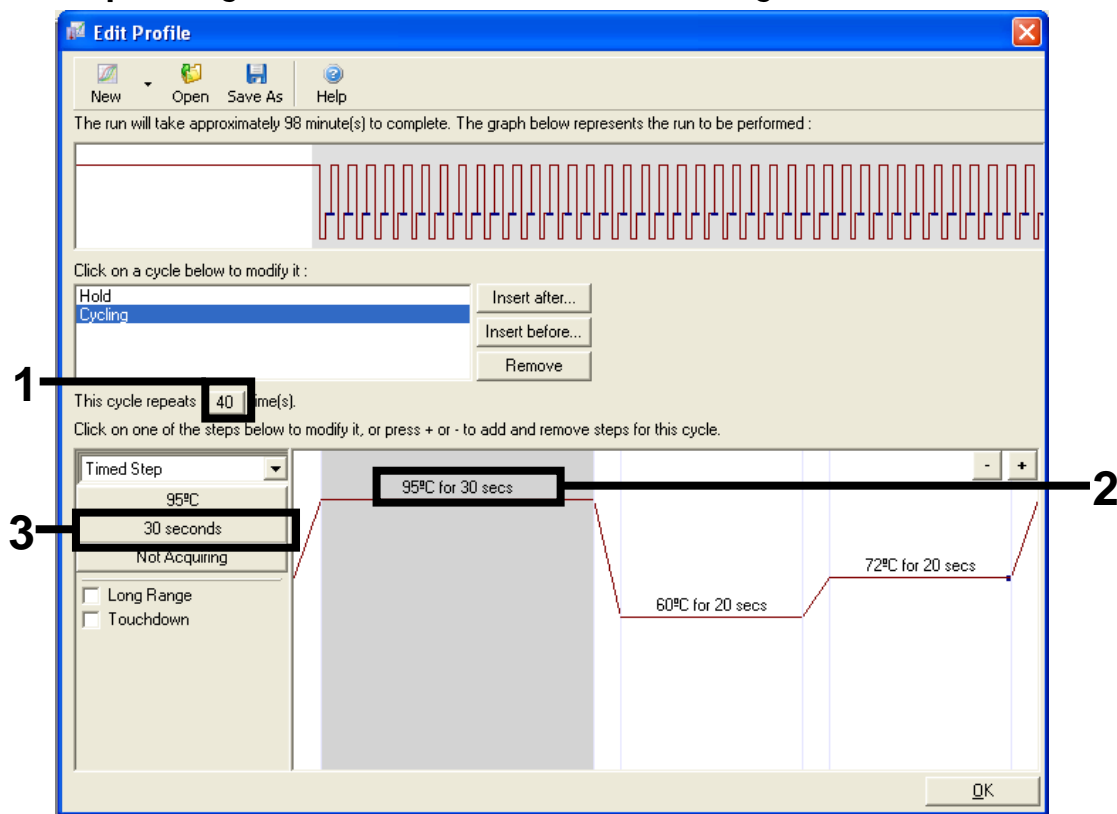 Edit Profile
New Open Save As Help
The run will take approximately 98 minute(s) to complete. The graph below represents the run to be performed :
Click on a cycle below to modify it :
Hold
Cycling
Insert after...
Insert before...
Remove
1
This cycle repeats 40 ime(s).
Click on one of the steps below to modify it, or press + or - to add and remove steps for this cycle.
Timed Step
- +
95ºC
95ºC for 30 secs
2
3
30 seconds
Not Acquiring
72ºC for 20 secs
Long Range
60ºC for 20 secs
Touchdown
OK